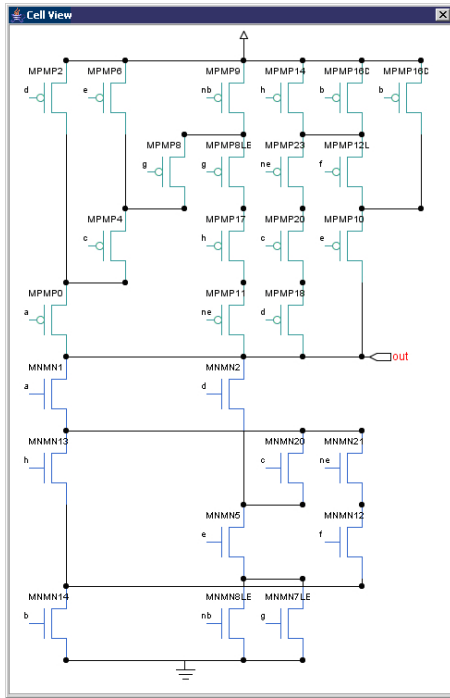 Cell View
MPMP2 MPMP6 MPMP9 MPMP14 MPMP16D MPMP16D
d e nb h b b
MPMP8 MPMP8LE MPMP23 MPMP12L
g g ne f
MPMP4 MPMP17 MPMP20 MPMP10
c h c e
MPMP0 MPMP11 MPMP18
a ne d
out
MNMN1 MNMN2
a d
MNMN13 MNMN20 MNMN21
h c ne
MNMN5 MNMN12
e f
MNMN14 MNMN8LE MNMN7LE
b nb g